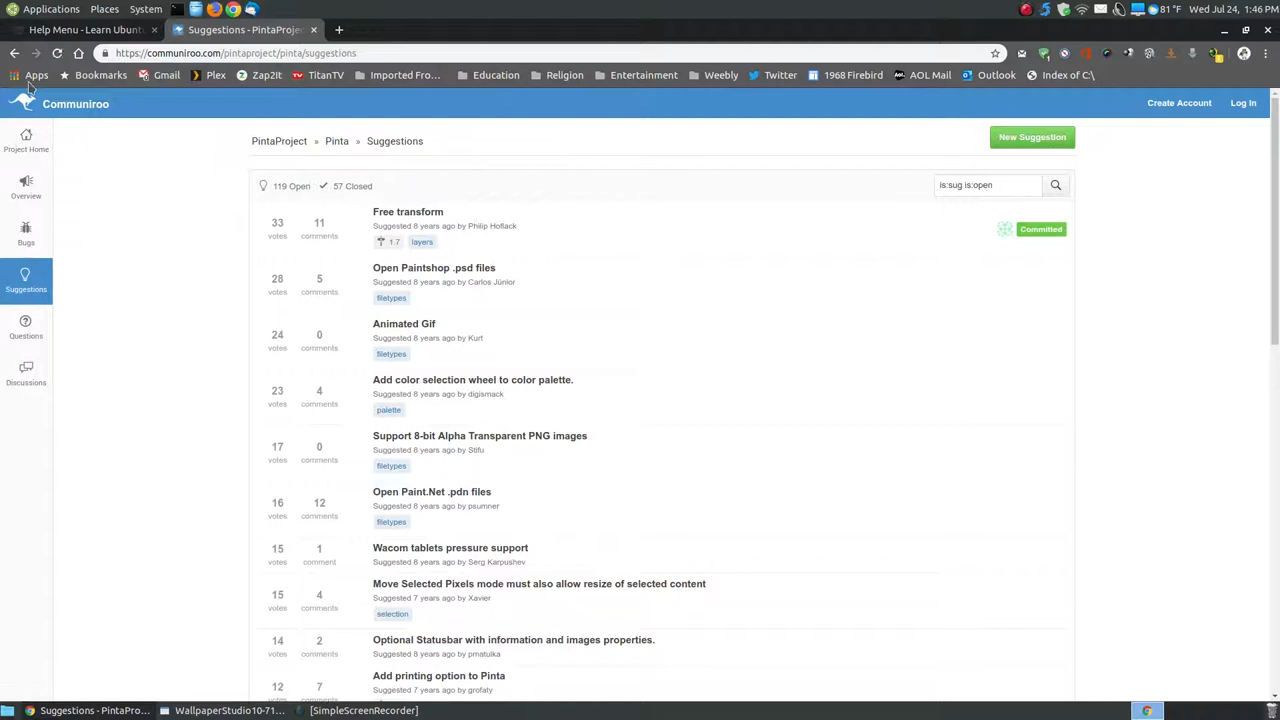 Applications Places System 81 °F Wed Jul 24, 1:46 PM
Help Menu - Learn Ubuntu Suggestions - PintaProje
https://communiroo.com/pintaproject/pinta/suggestions
Apps Bookmarks Gmail Plex Zap2It TitanTV Imported Fro... Education Religion Entertainment Weebly Twitter 1968 Firebird AOL Mail Outlook Index of C:\
Communiroo Create Account Log In
Project Home
Overview
Bugs
Suggestions
Questions
Discussions
PintaProject » Pinta » Suggestions New Suggestion
119 Open 57 Closed is:sug is:open
33 votes 11 comments
Free transform
Suggested 8 years ago by Philip Hoflack
1.7 layers
Committed
28 votes 5 comments
Open Paintshop .psd files
Suggested 8 years ago by Carlos Júnior
filetypes
24 votes 0 comments
Animated Gif
Suggested 8 years ago by Kurt
filetypes
23 votes 4 comments
Add color selection wheel to color palette.
Suggested 8 years ago by digismack
palette
17 votes 0 comments
Support 8-bit Alpha Transparent PNG images
Suggested 8 years ago by Stifu
filetypes
16 votes 12 comments
Open Paint.Net .pdn files
Suggested 8 years ago by psumner
filetypes
15 votes 1 comment
Wacom tablets pressure support
Suggested 8 years ago by Serg Karpushev
15 votes 4 comments
Move Selected Pixels mode must also allow resize of selected content
Suggested 7 years ago by Xavier
selection
14 votes 2 comments
Optional Statusbar with information and images properties.
Suggested 8 years ago by pmatulka
12 votes 7 comments
Add printing option to Pinta
Suggested 7 years ago by grofaty
Suggestions - PintaPro... WallpaperStudio10-71... [SimpleScreenRecorder]